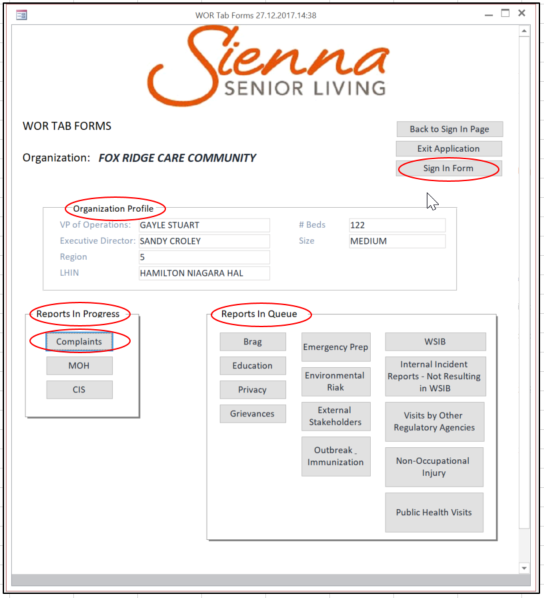 WOR Tab Forms 27.12.2017.14:38
Sienna
SENIOR LIVING
WOR TAB FORMS
Back to Sign In Page
Exit Application
Organization: FOX RIDGE CARE COMMUNITY
Sign In Form
Organization Profile
VP of Operations: GAYLE STUART
# Beds 122
Executive Director: SANDY CROLEY
Size MEDIUM
Region 5
LHIN HAMILTON NIAGARA HAL
Reports In Progress
Complaints
MOH
CIS
Reports In Queue
Brag
Education
Privacy
Grievances
Emergency Prep
Environmental
Riak
External
Stakeholders
Outbreak ,
Immunization
WSIB
Internal Incident
Reports - Not Resulting
in WSIB
Visits by Other
Regulatory Agencies
Non-Occupational
Injury
Public Health Visits